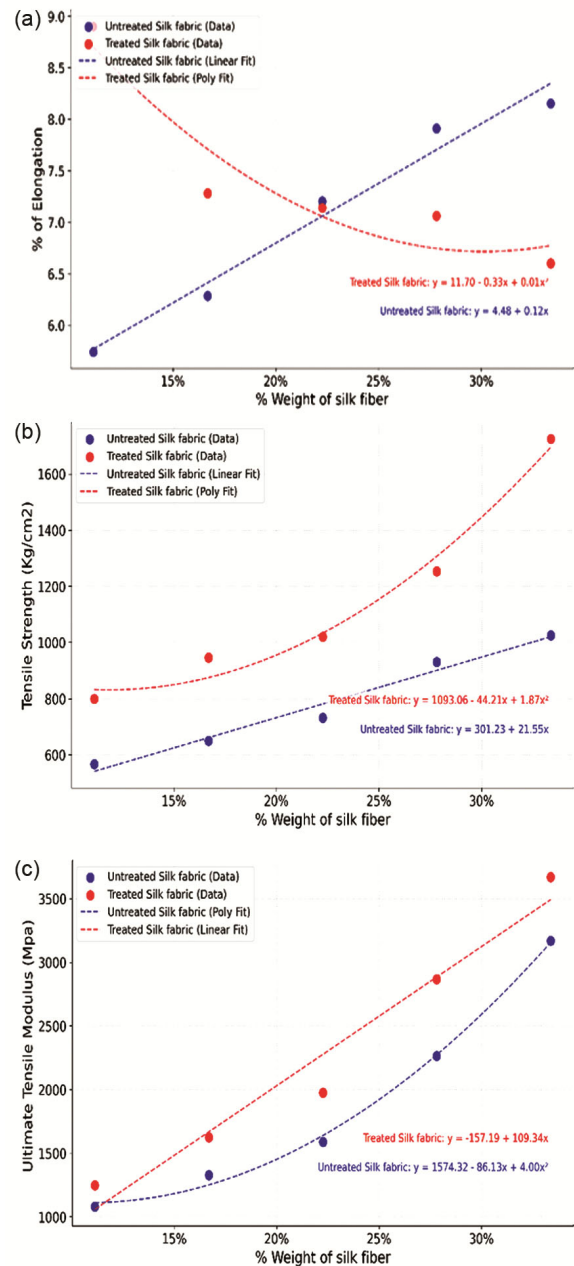 (a)
9.0
8.5
8.0
7.5
7.0
6.5
6.0
% of Elongation
Untreated Silk fabric (Data)
Treated Silk fabric (Data)
Untreated Silk fabric (Linear Fit)
Treated Silk fabric (Poly Fit)
Treated Silk fabric: y = 11.70 - 0.33x + 0.01x²
Untreated Silk fabric: y = 4.48 + 0.12x
15%
20%
25%
30%
% Weight of silk fiber
(b)
1600
1400
1200
1000
800
600
Tensile Strength (Kg/cm2)
Untreated Silk fabric (Data)
Treated Silk fabric (Data)
Untreated Silk fabric (Linear Fit)
Treated Silk fabric (Poly Fit)
Treated Silk fabric: y = 1093.06 - 44.21x + 1.87x²
Untreated Silk fabric: y = 301.23 + 21.55x
15%
20%
25%
30%
% Weight of silk fiber
(c)
3500
3000
2500
2000
1500
1000
Ultimate Tensile Modulus (Mpa)
Untreated Silk fabric (Data)
Treated Silk fabric (Data)
Untreated Silk fabric (Poly Fit)
Treated Silk fabric (Linear Fit)
Treated Silk fabric: y = -157.19 + 109.34x
Untreated Silk fabric: y = 1574.32 - 86.13x + 4.00x²
15%
20%
25%
30%
% Weight of silk fiber